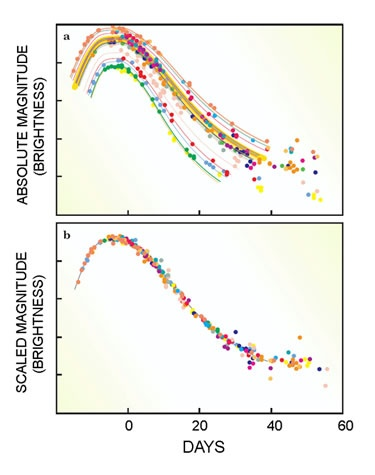 a
ABSOLUTE MAGNITUDE
(BRIGHTNESS)
b
SCALED MAGNITUDE
(BRIGHTNESS)
0 20 40 60
DAYS